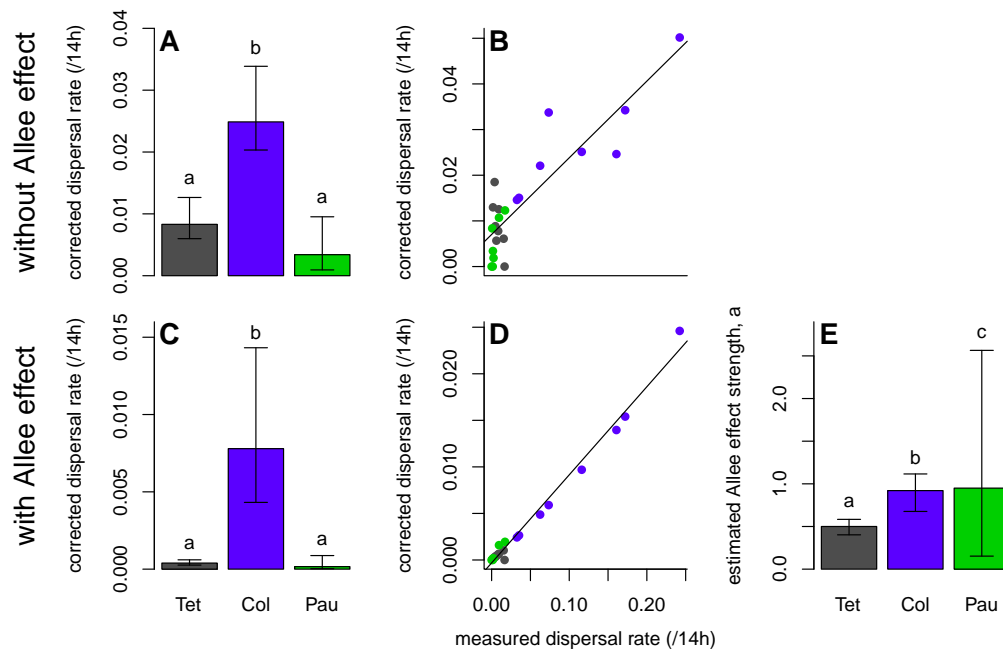 without Allee effect
corrected dispersal rate (/14h)
0.00 0.01 0.02 0.03 0.04
A
a
b
a
corrected dispersal rate (/14h)
0.00 0.02 0.04
B
with Allee effect
corrected dispersal rate (/14h)
0.000 0.005 0.010 0.015
C
a
b
a
Tet Col Pau
corrected dispersal rate (/14h)
0.000 0.010 0.020
D
0.00 0.10 0.20
measured dispersal rate (/14h)
estimated Allee effect strength, a
0.0 1.0 2.0
E
a
b
c
Tet Col Pau